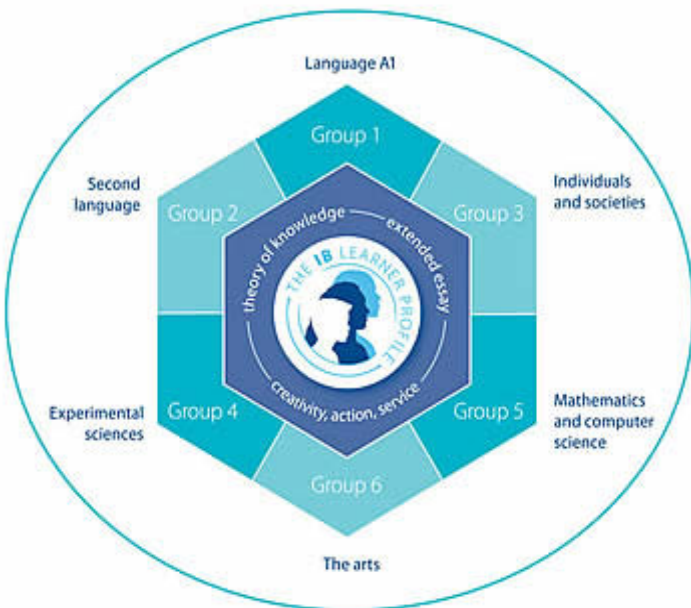 Language A1
Group 1
Second
language
Group 2
Group 3
Individuals
and societies
theory of knowledge
extended essay
THE IB LEARNER PROFILE
creativity, action, service
Experimental
sciences
Group 4
Group 5
Mathematics
and computer
science
Group 6
The arts